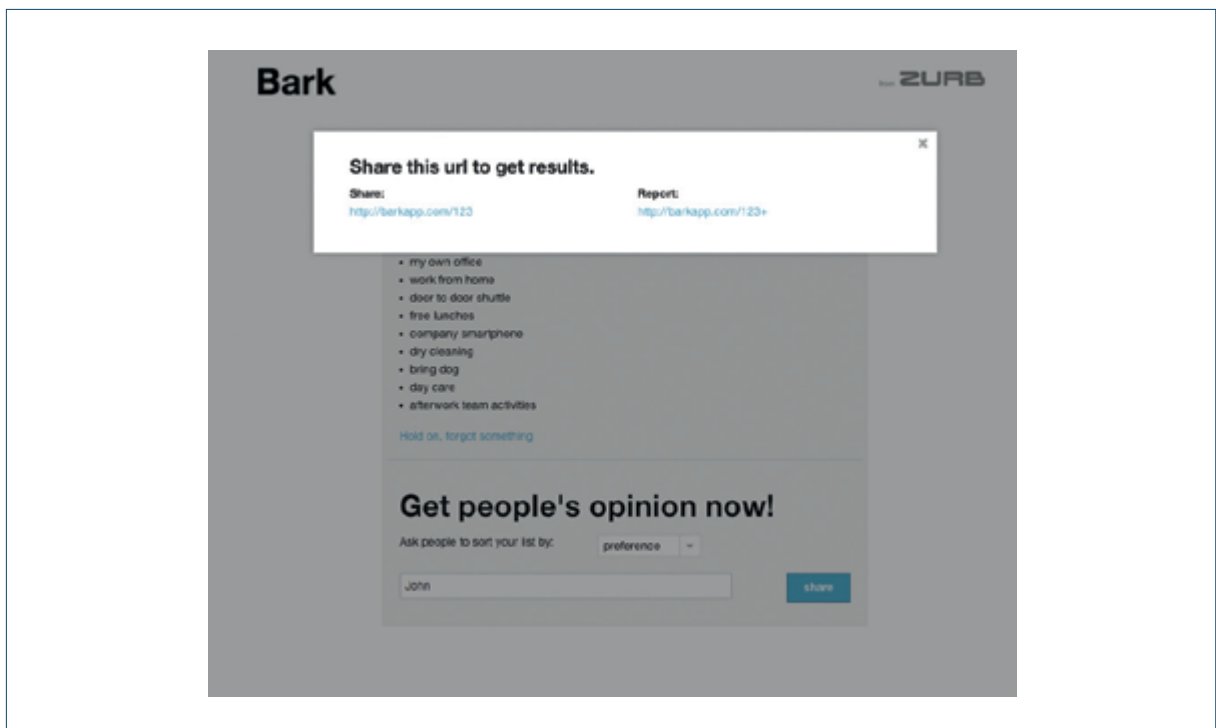 Bark
ZURB
Share this url to get results.
Share: Report:
http://barkapp.com/123 http://barkapp.com/123+
• my own office
• work from home
• door to door shuttle
• free lunches
• company smartphone
• dry cleaning
• bring dog
• day care
• afterwork team activities
Hold on, forgot something
Get people's opinion now!
Ask people to sort your list by: preference
John share